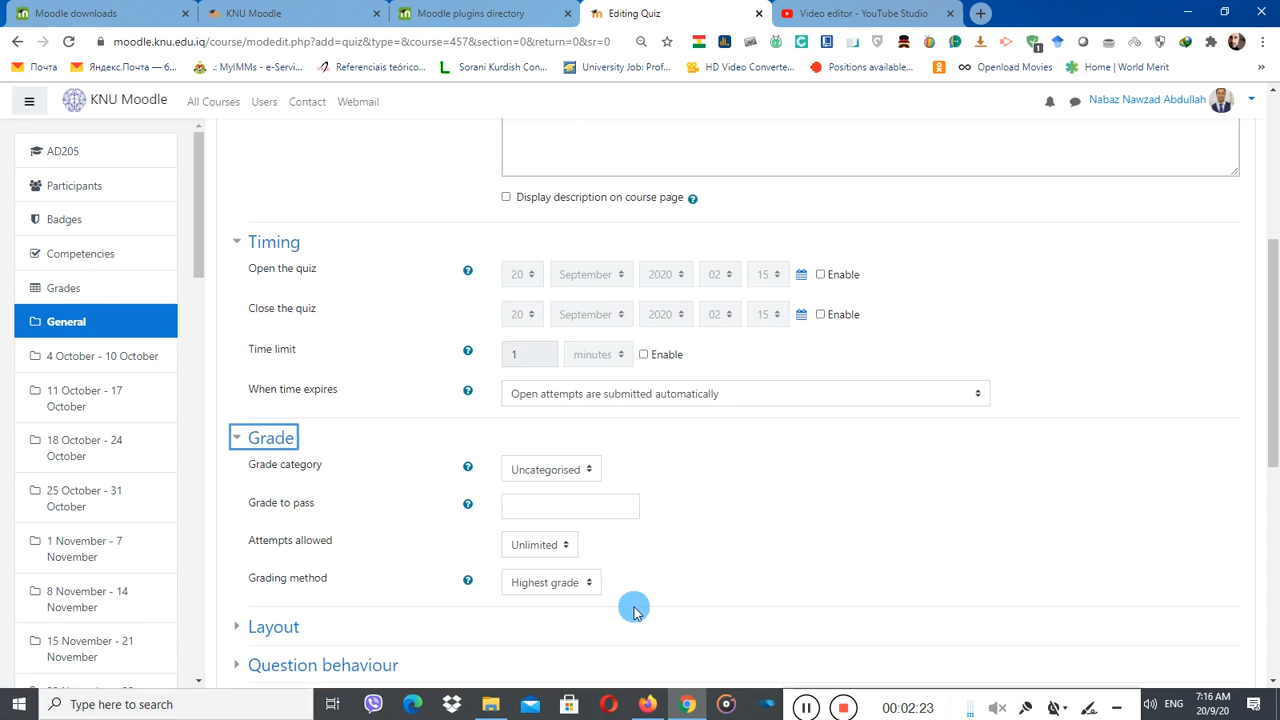 Moodle downloads
KNU Moodle
Moodle plugins directory
Editing Quiz
Video editor - YouTube Studio
moodle.knu.edu.iq/course/modedit.php?add=quiz&type=&course=457&section=0&return=0&sr=0
Почта
Яндекс.Почта — 6...
.:MyIMMs - e-Servi...
Referenciais teórico...
Sorani Kurdish Con...
University Job: Prof...
HD Video Converte...
Positions available...
Openload Movies
Home | World Merit
»
KNU Moodle
All Courses
Users
Contact
Webmail
Nabaz Nawzad Abdullah
AD205
Participants
Badges
Competencies
Grades
General
4 October - 10 October
11 October - 17
October
18 October - 24
October
25 October - 31
October
1 November - 7
November
8 November - 14
November
15 November - 21
November
Display description on course page
Timing
Open the quiz
20 September 2020 02 15 Enable
Close the quiz
20 September 2020 02 15 Enable
Time limit
1 minutes Enable
When time expires
Open attempts are submitted automatically
Grade
Grade category
Uncategorised
Grade to pass
Attempts allowed
Unlimited
Grading method
Highest grade
Layout
Question behaviour
Type here to search
00:02:23
ENG
7:16 AM
20/9/20